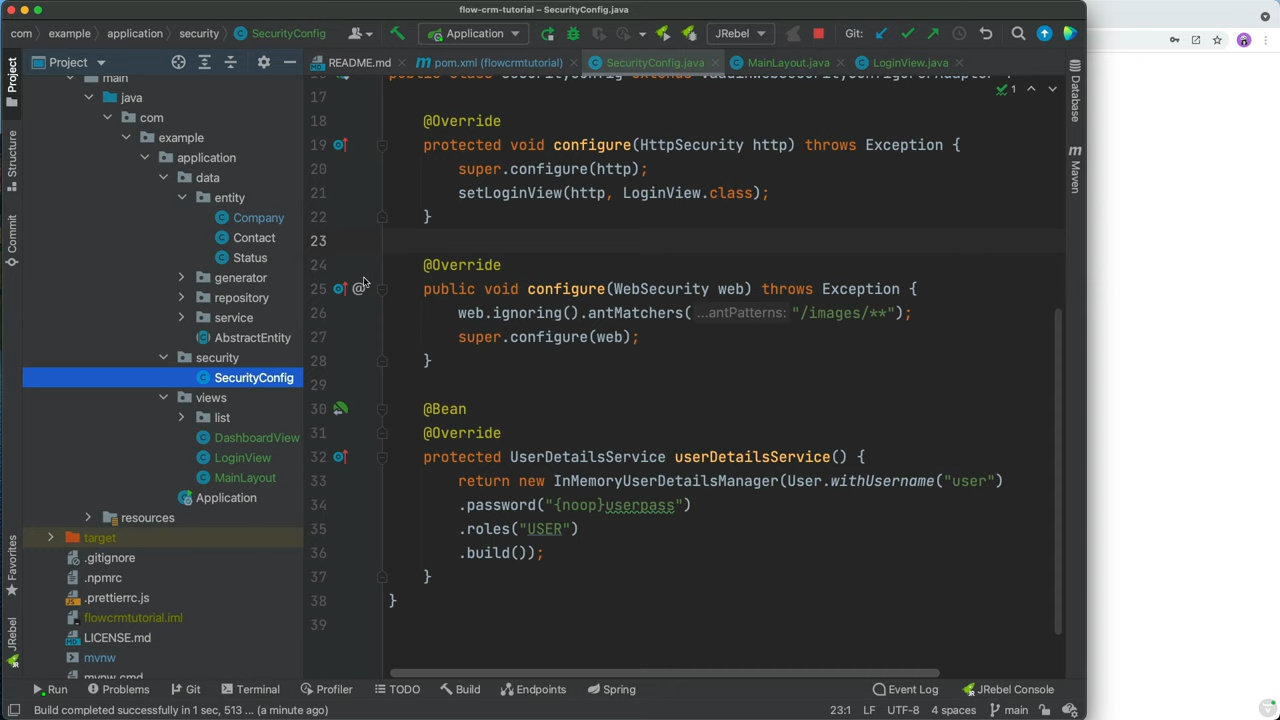 flow-crm-tutorial – SecurityConfig.java
com
example
application
security
SecurityConfig
Application
JRebel
Git:
Project
README.md
pom.xml (flowcrmtutorial)
SecurityConfig.java
MainLayout.java
LoginView.java
Project
Structure
Commit
Favorites
JRebel
Database
Maven
1
main
java
com
example
application
data
entity
Company
Contact
Status
generator
repository
service
AbstractEntity
security
SecurityConfig
views
list
DashboardView
LoginView
MainLayout
Application
resources
target
.gitignore
.npmrc
.prettierrc.js
flowcrmtutorial.iml
LICENSE.md
mvnw
mvnw.cmd
17
18 @Override
19 protected void configure(HttpSecurity http) throws Exception {
20 super.configure(http);
21 setLoginView(http, LoginView.class);
22 }
23
24 @Override
25 @ public void configure(WebSecurity web) throws Exception {
26 web.ignoring().antMatchers( ...antPatterns: "/images/**");
27 super.configure(web);
28 }
29
30 @Bean
31 @Override
32 protected UserDetailsService userDetailsService() {
33 return new InMemoryUserDetailsManager(User.withUsername("user")
34 .password("{noop}userpass")
35 .roles("USER")
36 .build());
37 }
38 }
39
Run
Problems
Git
Terminal
Profiler
TODO
Build
Endpoints
Spring
Event Log
JRebel Console
Build completed successfully in 1 sec, 513 ... (a minute ago)
23:1
LF
UTF-8
4 spaces
main